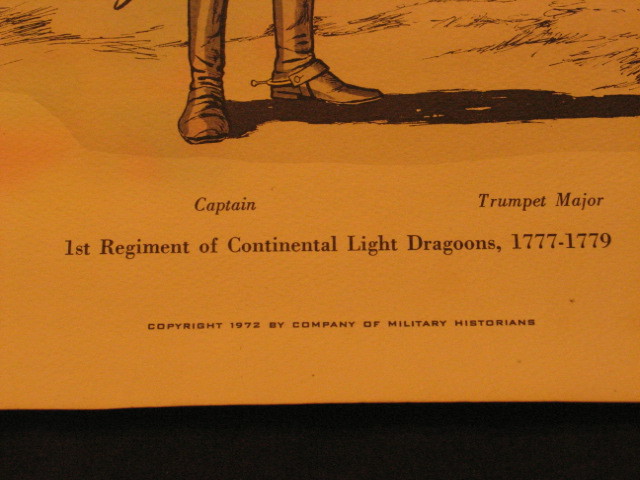 Captain Trumpet Major
1st Regiment of Continental Light Dragoons, 1777-1779
COPYRIGHT 1972 BY COMPANY OF MILITARY HISTORIANS